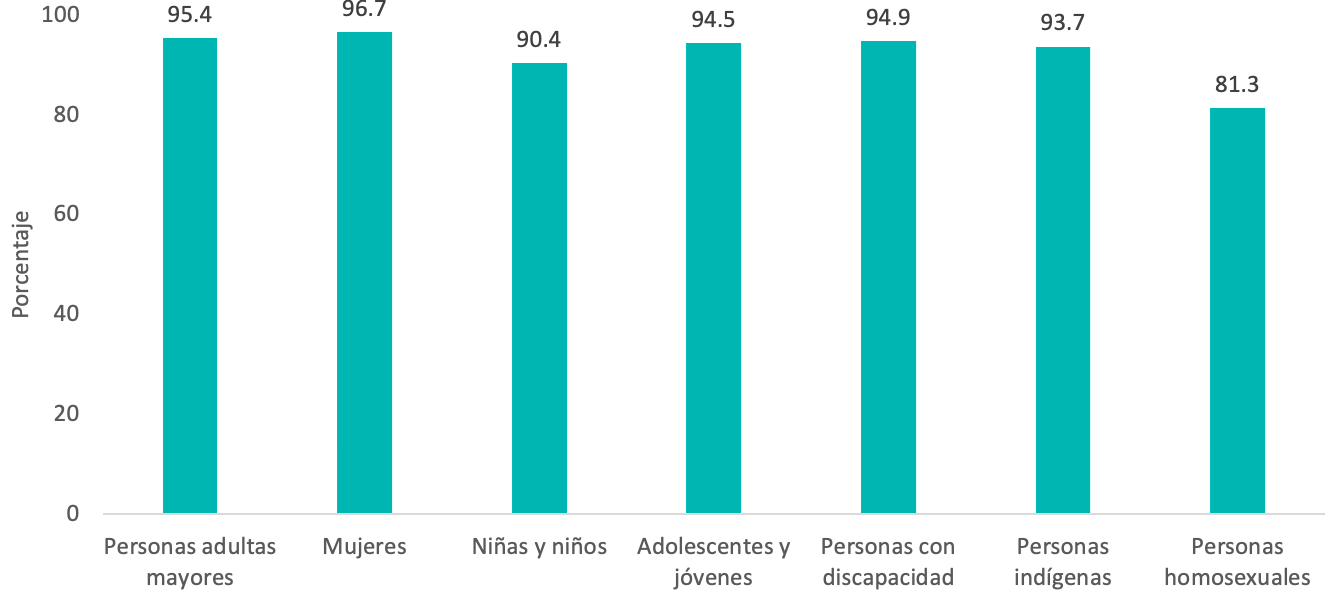 100
80
60
40
20
0
Porcentaje
95.4
96.7
90.4
94.5
94.9
93.7
81.3
Personas adultas
mayores
Mujeres
Niñas y niños
Adolescentes y
jóvenes
Personas con
discapacidad
Personas
indígenas
Personas
homosexuales